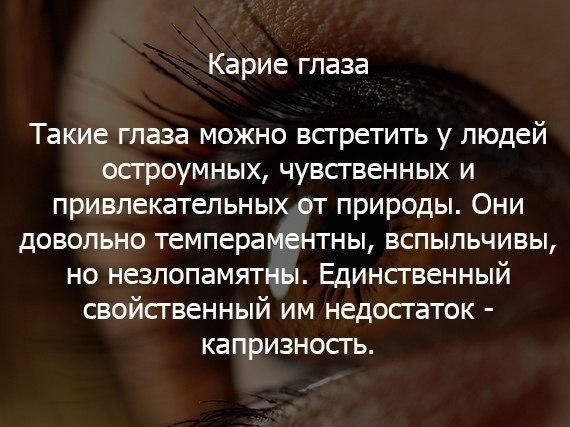 Карие глаза
Такие глаза можно встретить у людей
остроумных, чувственных и
привлекательных от природы. Они
довольно темпераментны, вспыльчивы,
но незлопамятны. Единственный
свойственный им недостаток -
капризность.